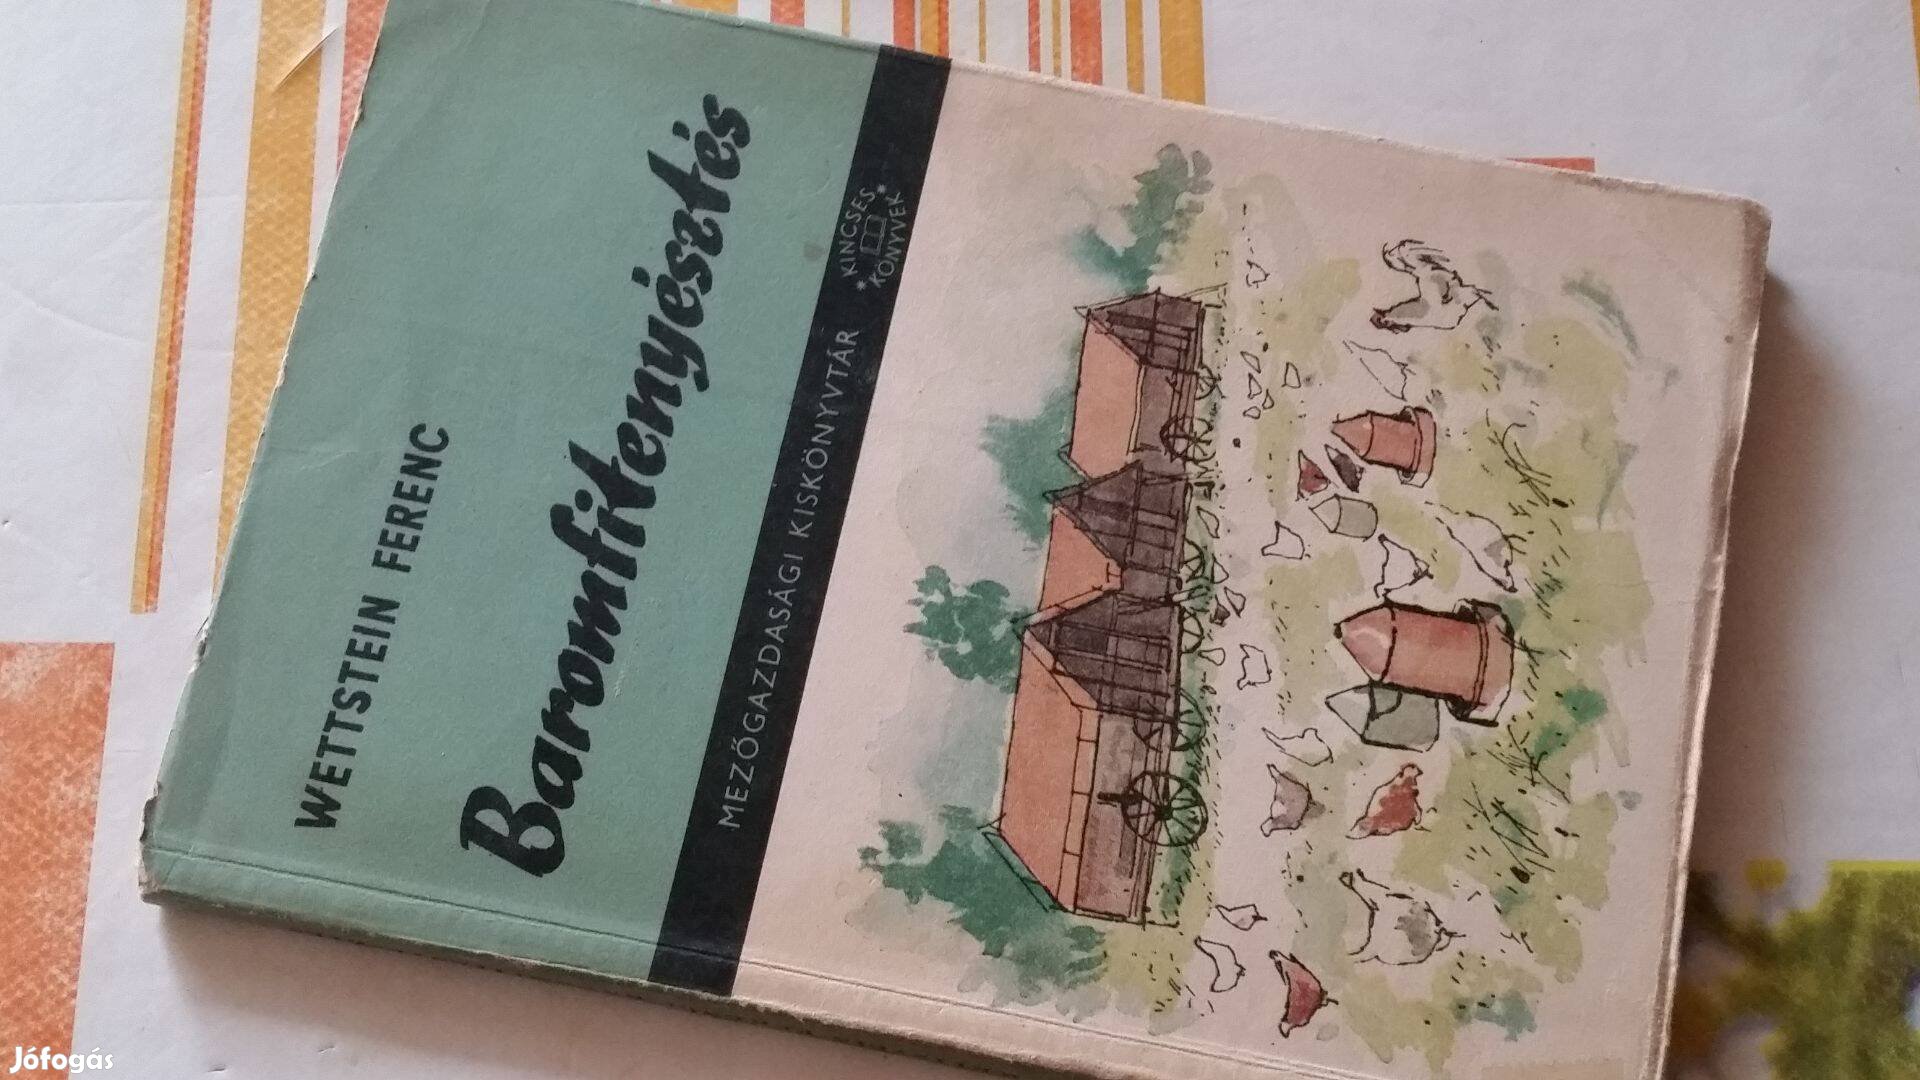 WETTSTEIN FERENC
Baromfitenyésztés
MEZŐGAZDASÁGI KISKÖNYVTÁR
KINCSES
KÖNYVEK
Jófogás